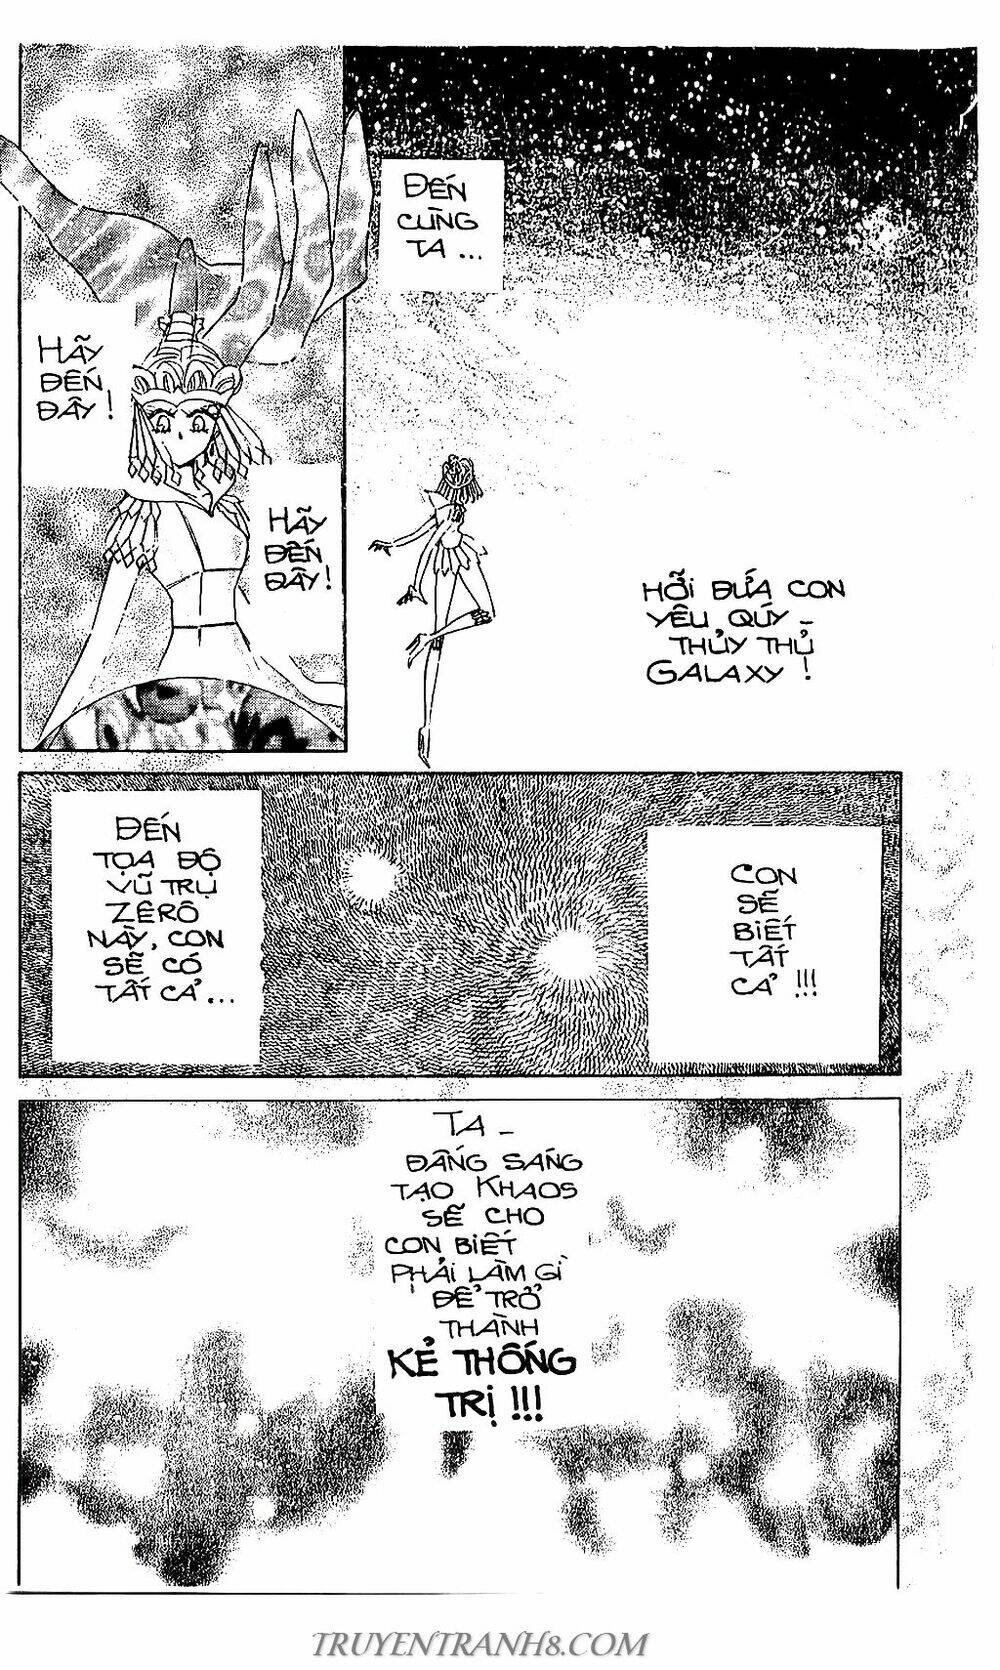 ĐẾN
CÙNG
TA ...
HÃY
ĐẾN
ĐÂY !
HÃY
ĐẾN
ĐÂY !
HỠI ĐỨA CON
YÊU QÚY -
THỦY THỦ
GALAXY !
ĐẾN
TỌA ĐỘ
VŨ TRỤ
ZÊRÔ
NÀY, CON
SẼ CÓ
TẤT CẢ ...
CON
SẼ
BIẾT
TẤT
CẢ !!!
TA -
ĐẤNG SÁNG
TẠO KHAOS
SẼ CHO
CON BIẾT
PHẢI LÀM GÌ
ĐỂ TRỞ
THÀNH
KẺ THỐNG
TRỊ !!!
TRUYENTRANH8.COM